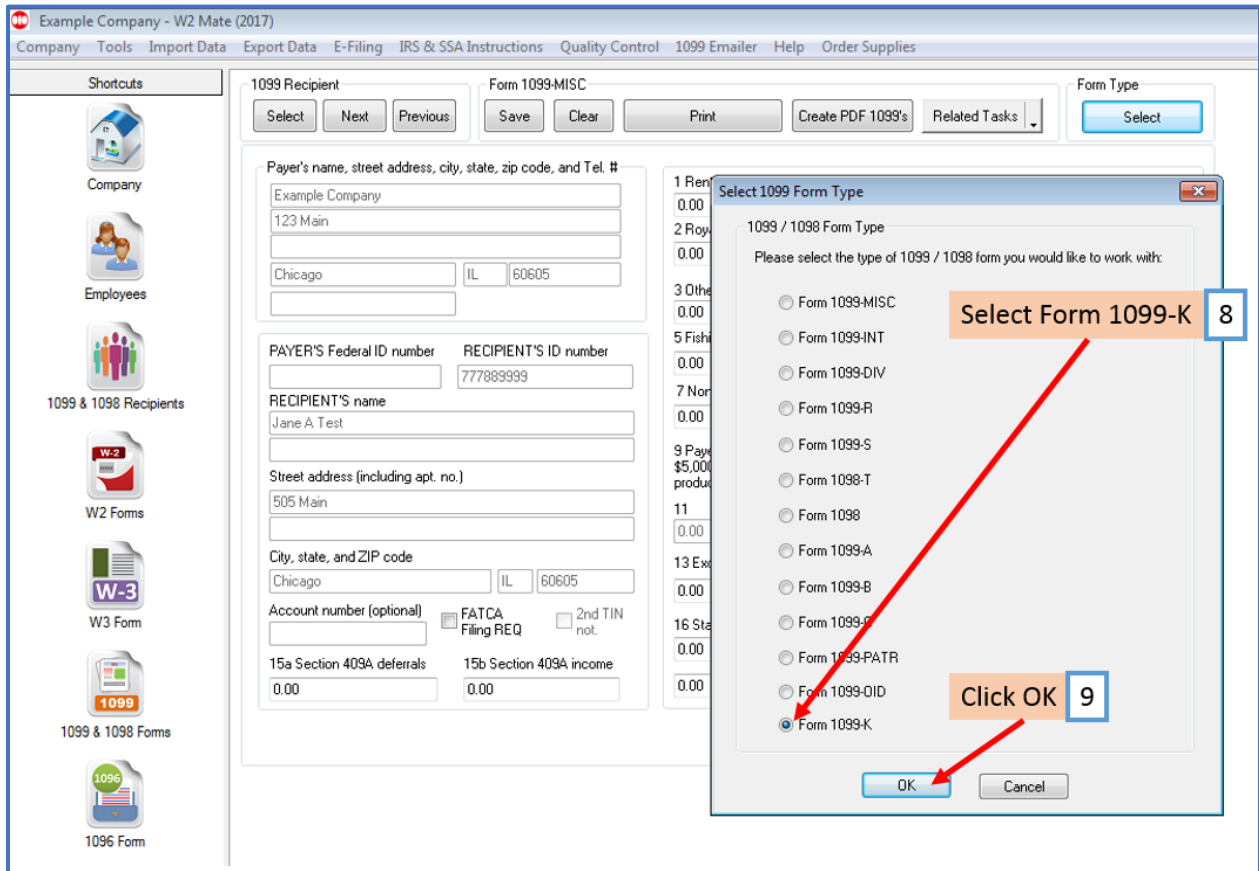 Example Company - W2 Mate (2017)
Company Tools Import Data Export Data E-Filing IRS & SSA Instructions Quality Control 1099 Emailer Help Order Supplies
Shortcuts
Company
Employees
1099 & 1098 Recipients
W-2
W2 Forms
W-3
W3 Form
1099
1099 & 1098 Forms
1096
1096 Form
1099 Recipient
Select Next Previous
Form 1099-MISC
Save Clear Print Create PDF 1099's Related Tasks
Form Type
Select
Payer's name, street address, city, state, zip code, and Tel. #
Example Company
123 Main
Chicago IL 60605
PAYER'S Federal ID number RECIPIENT'S ID number
777889999
RECIPIENT'S name
Jane A Test
Street address (including apt. no.)
505 Main
City, state, and ZIP code
Chicago IL 60605
Account number (optional) FATCA Filing REQ 2nd TIN not.
15a Section 409A deferrals 15b Section 409A income
0.00 0.00
1
0.00
2
0.00
3
0.00
5
0.00
7
0.00
9
11
0.00
13
0.00
16
0.00
0.00
Select 1099 Form Type
1099 / 1098 Form Type
Please select the type of 1099 / 1098 form you would like to work with:
Form 1099-MISC
Form 1099-INT
Form 1099-DIV
Form 1099-R
Form 1099-S
Form 1098-T
Form 1098
Form 1099-A
Form 1099-B
Form 1099-C
Form 1099-PATR
Form 1099-OID
Form 1099-K
OK Cancel
Select Form 1099-K 8
Click OK 9